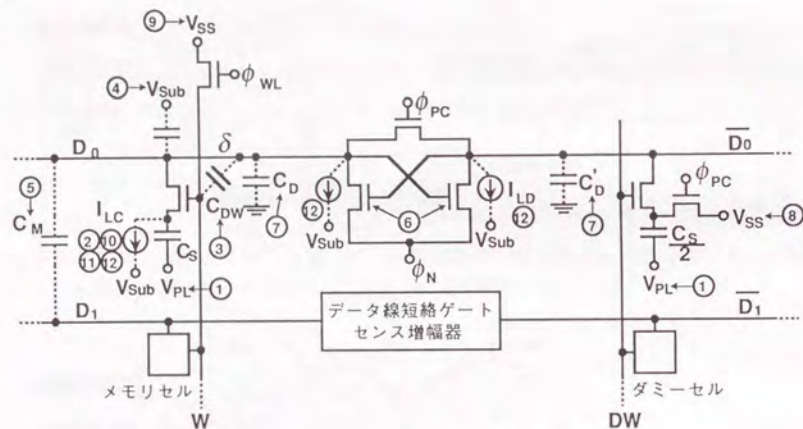 ⑨→VSS
④→VSub
ϕWL
ϕPC
D0
δ
D̅0̅
⑤
CM
ILC
②⑩
⑪⑫
CS
CDW
③
CD
⑦
⑫
VSub
⑥
ILD
⑫
VSub
C'D
⑦
ϕPC
VSS←⑧
CS/2
VSub
VPL←①
ϕN
VPL←①
D1
データ線短絡ゲート
センス増幅器
D̅1̅
メモリセル
ダミーセル
W
DW